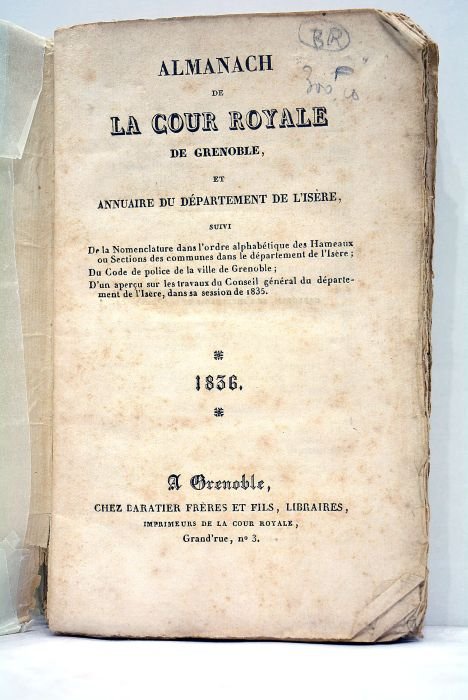 BR
ALMANACH
DE
LA COUR ROYALE
DE GRENOBLE,
ET
ANNUAIRE DU DÉPARTEMENT DE L'ISÈRE,
SUIVI
De la Nomenclature dans l'ordre alphabétique des Hameaux
ou Sections des communes dans le département de l'Isère ;
Du Code de police de la ville de Grenoble ;
D'un aperçu sur les travaux du Conseil général du départe-
ment de l'Isère, dans sa session de 1835.
1836.
A Grenoble,
CHEZ BARATIER FRÈRES ET FILS, LIBRAIRES,
IMPRIMEURS DE LA COUR ROYALE,
Grand'rue, nº 3.